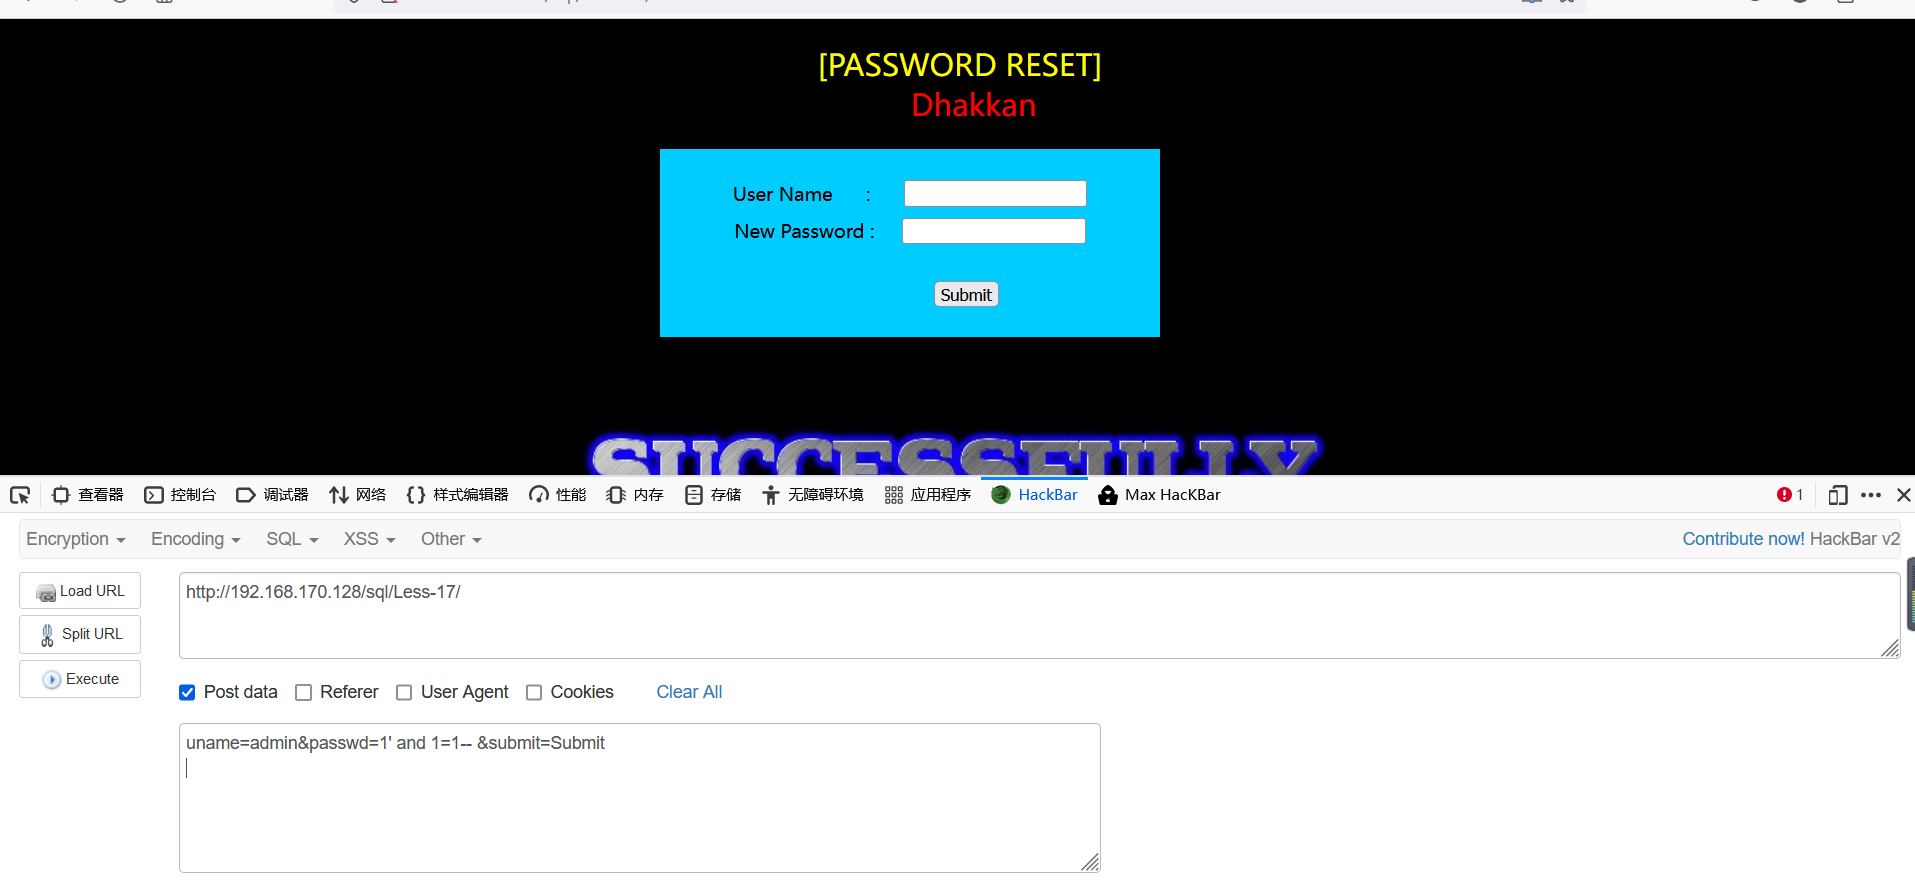 [PASSWORD RESET]
Dhakkan
User Name :
New Password :
Submit
SUCCESSFULLY
查看器 控制台 调试器 网络 样式编辑器 性能 内存 存储 无障碍环境 应用程序 HackBar Max HacKBar 1
Encryption Encoding SQL XSS Other Contribute now! HackBar v2
Load URL
http://192.168.170.128/sql/Less-17/
Split URL
Execute
Post data Referer User Agent Cookies Clear All
uname=admin&passwd=1' and 1=1-- &submit=Submit